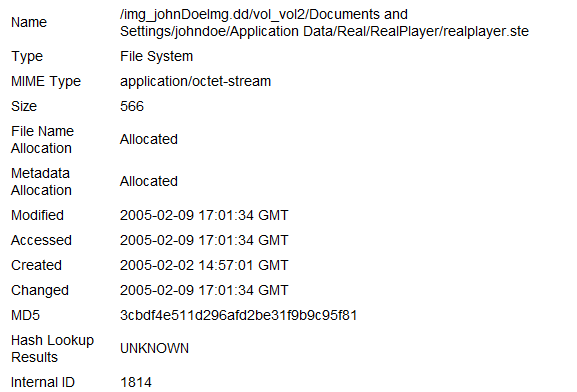 Name /img_johnDoeImg.dd/vol_vol2/Documents and
Settings/johndoe/Application Data/Real/RealPlayer/realplayer.ste
Type File System
MIME Type application/octet-stream
Size 566
File Name
Allocation Allocated
Metadata
Allocation Allocated
Modified 2005-02-09 17:01:34 GMT
Accessed 2005-02-09 17:01:34 GMT
Created 2005-02-02 14:57:01 GMT
Changed 2005-02-09 17:01:34 GMT
MD5 3cbdf4e511d296afd2be31f9b9c95f81
Hash Lookup
Results UNKNOWN
Internal ID 1814